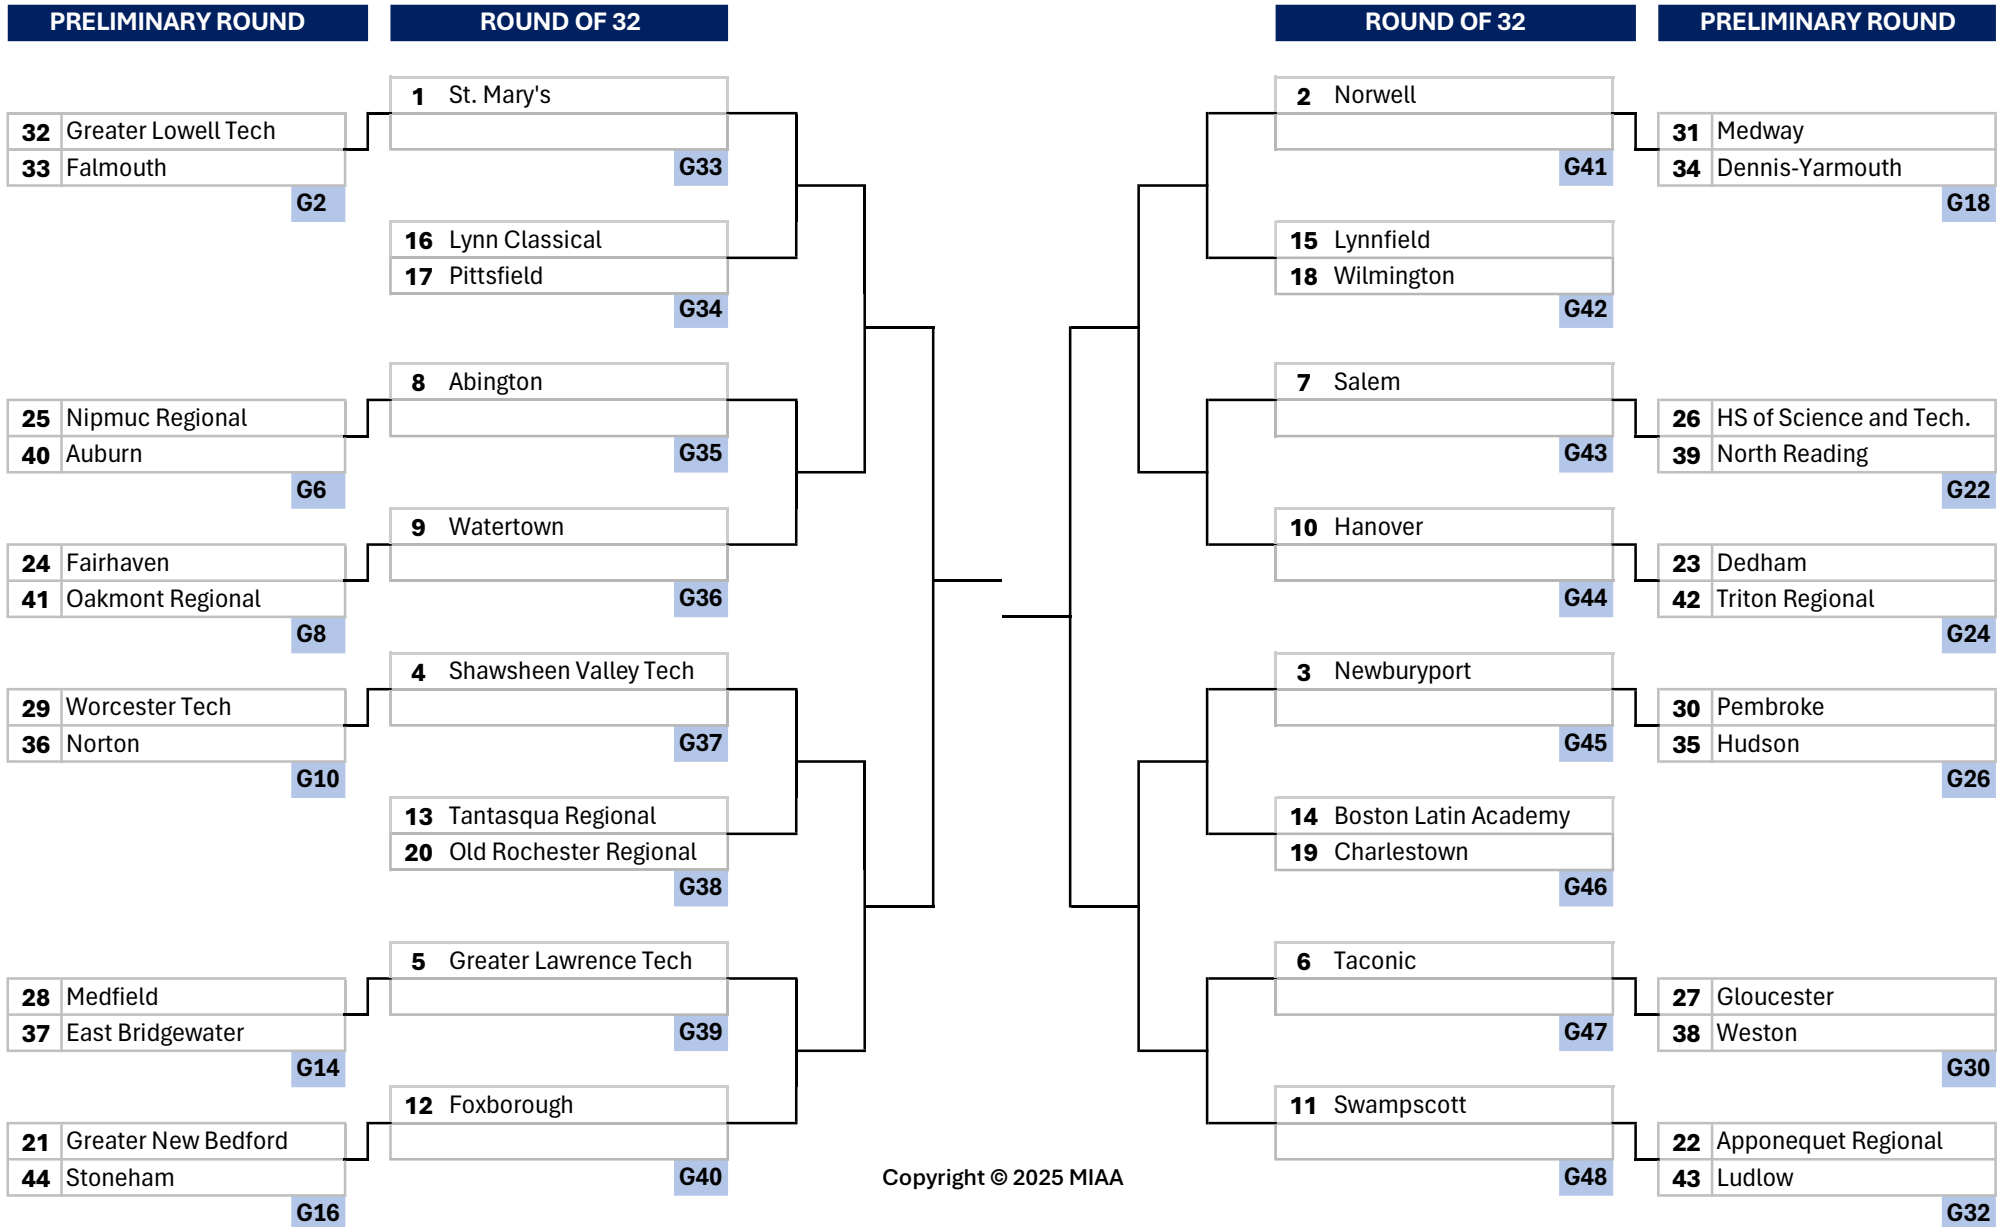 PRELIMINARY ROUND
ROUND OF 32
ROUND OF 32
PRELIMINARY ROUND
32 Greater Lowell Tech
33 Falmouth
G2
25 Nipmuc Regional
40 Auburn
G6
24 Fairhaven
41 Oakmont Regional
G8
29 Worcester Tech
36 Norton
G10
28 Medfield
37 East Bridgewater
G14
21 Greater New Bedford
44 Stoneham
G16
1 St. Mary's
G33
16 Lynn Classical
17 Pittsfield
G34
8 Abington
G35
9 Watertown
G36
4 Shawsheen Valley Tech
G37
13 Tantasqua Regional
20 Old Rochester Regional
G38
5 Greater Lawrence Tech
G39
12 Foxborough
G40
Copyright © 2025 MIAA
2 Norwell
G41
15 Lynnfield
18 Wilmington
G42
7 Salem
G43
10 Hanover
G44
3 Newburyport
G45
14 Boston Latin Academy
19 Charlestown
G46
6 Taconic
G47
11 Swampscott
G48
31 Medway
34 Dennis-Yarmouth
G18
26 HS of Science and Tech.
39 North Reading
G22
23 Dedham
42 Triton Regional
G24
30 Pembroke
35 Hudson
G26
27 Gloucester
38 Weston
G30
22 Apponequet Regional
43 Ludlow
G32